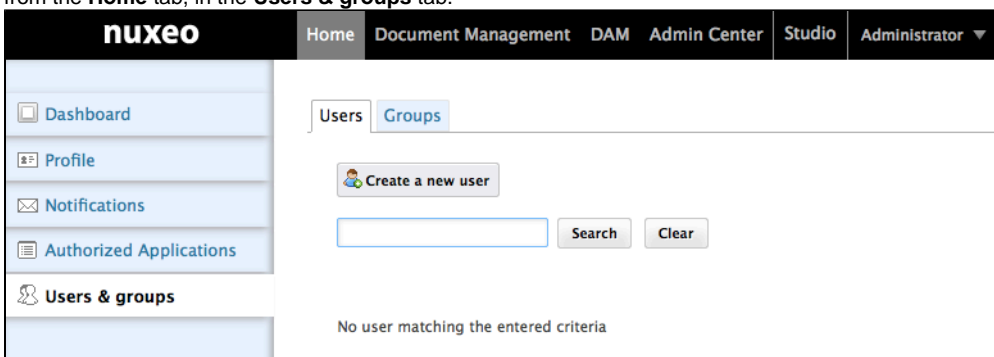 from the Home tab, in the Users & groups tab.
nuxeo Home Document Management DAM Admin Center Studio Administrator
Dashboard
Profile
Notifications
Authorized Applications
Users & groups
Users Groups
Create a new user
Search Clear
No user matching the entered criteria